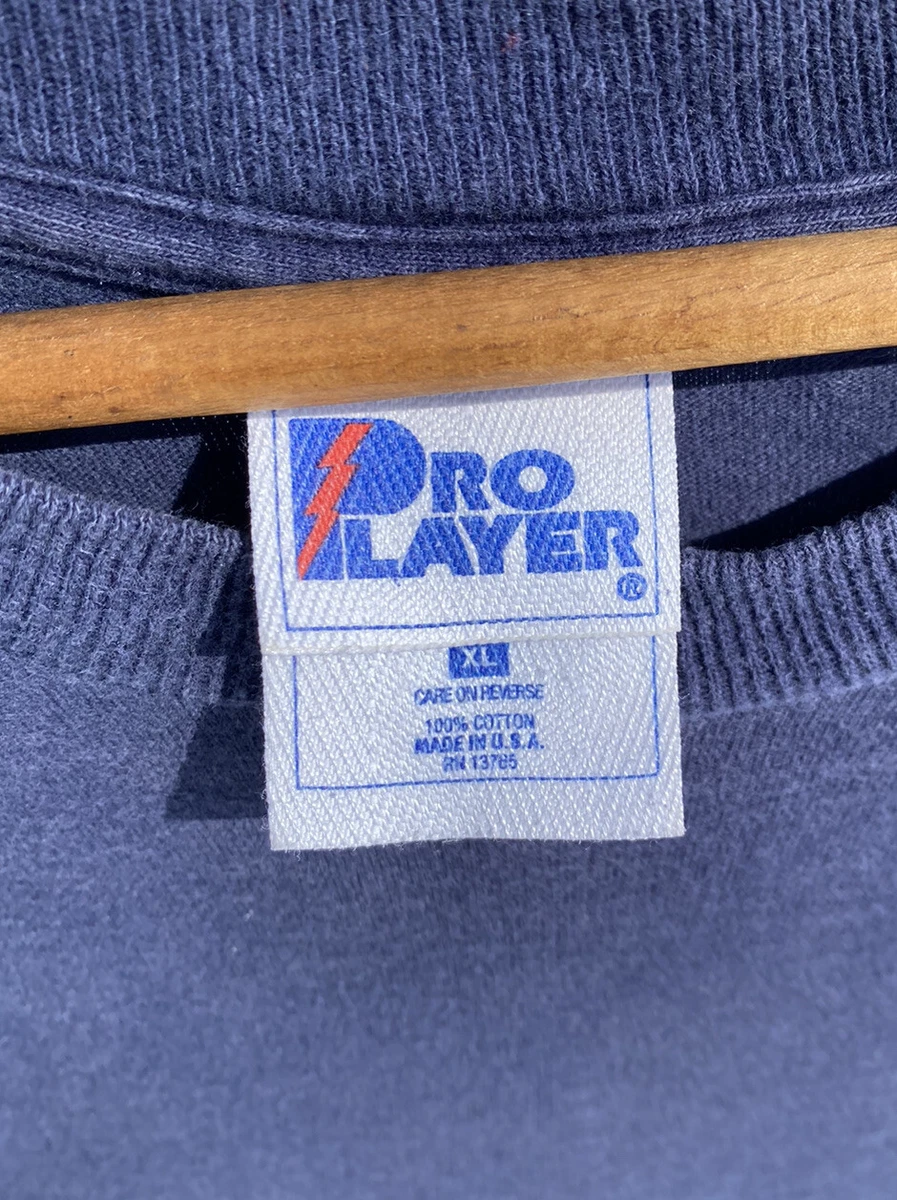 PRO
PLAYER
®
XL
CARE ON REVERSE
100% COTTON
MADE IN U.S.A.
RN 13765